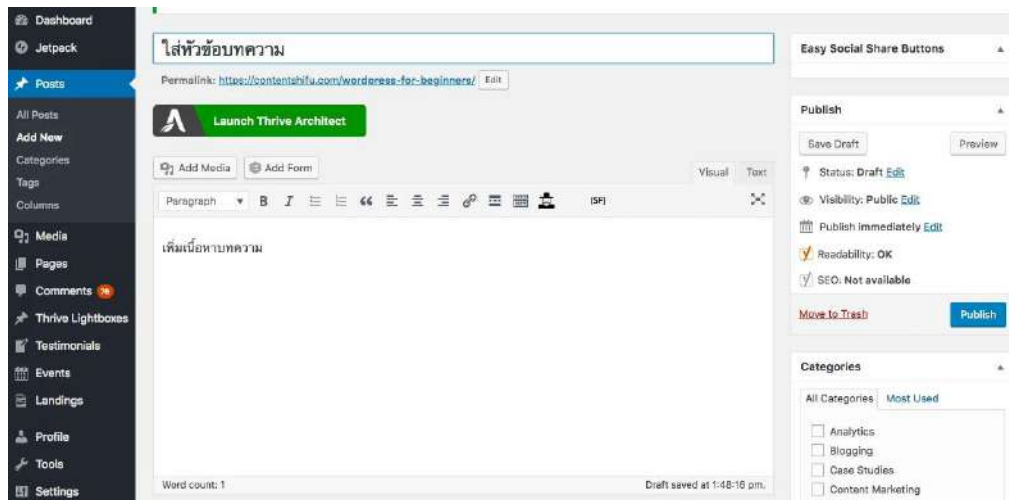 Dashboard
Jetpack
Posts
All Posts
Add New
Categories
Tags
Columns
Media
Pages
Comments
Thrive Lightboxes
Testimonials
Events
Landings
Profile
Tools
Settings
ใส่หัวข้อบทความ
Permalink: https://contentshifu.com/wordpress-for-beginners/ Edit
Launch Thrive Architect
Add Media Add Form
Visual Text
Paragraph B I [SF]
เพิ่มเนื้อหาบทความ
Word count: 1 Draft saved at 1:48:16 pm.
Easy Social Share Buttons
Publish
Save Draft Preview
Status: Draft Edit
Visibility: Public Edit
Publish immediately Edit
Readability: OK
SEO: Not available
Move to Trash Publish
Categories
All Categories Most Used
Analytics
Blogging
Case Studies
Content Marketing